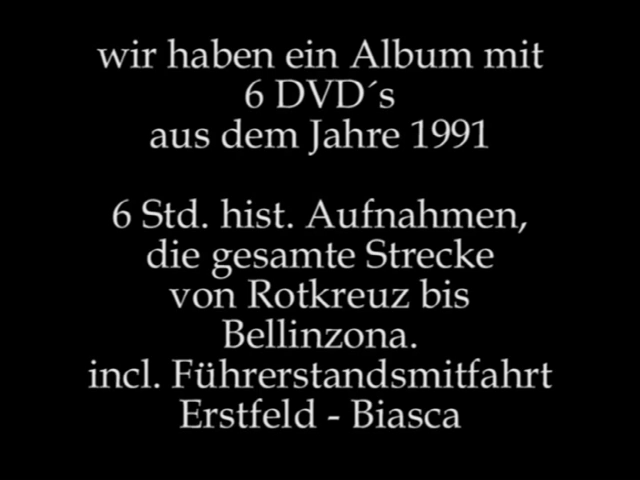 wir haben ein Album mit
6 DVD´s
aus dem Jahre 1991
6 Std. hist. Aufnahmen,
die gesamte Strecke
von Rotkreuz bis
Bellinzona.
incl. Führerstandsmitfahrt
Erstfeld - Biasca